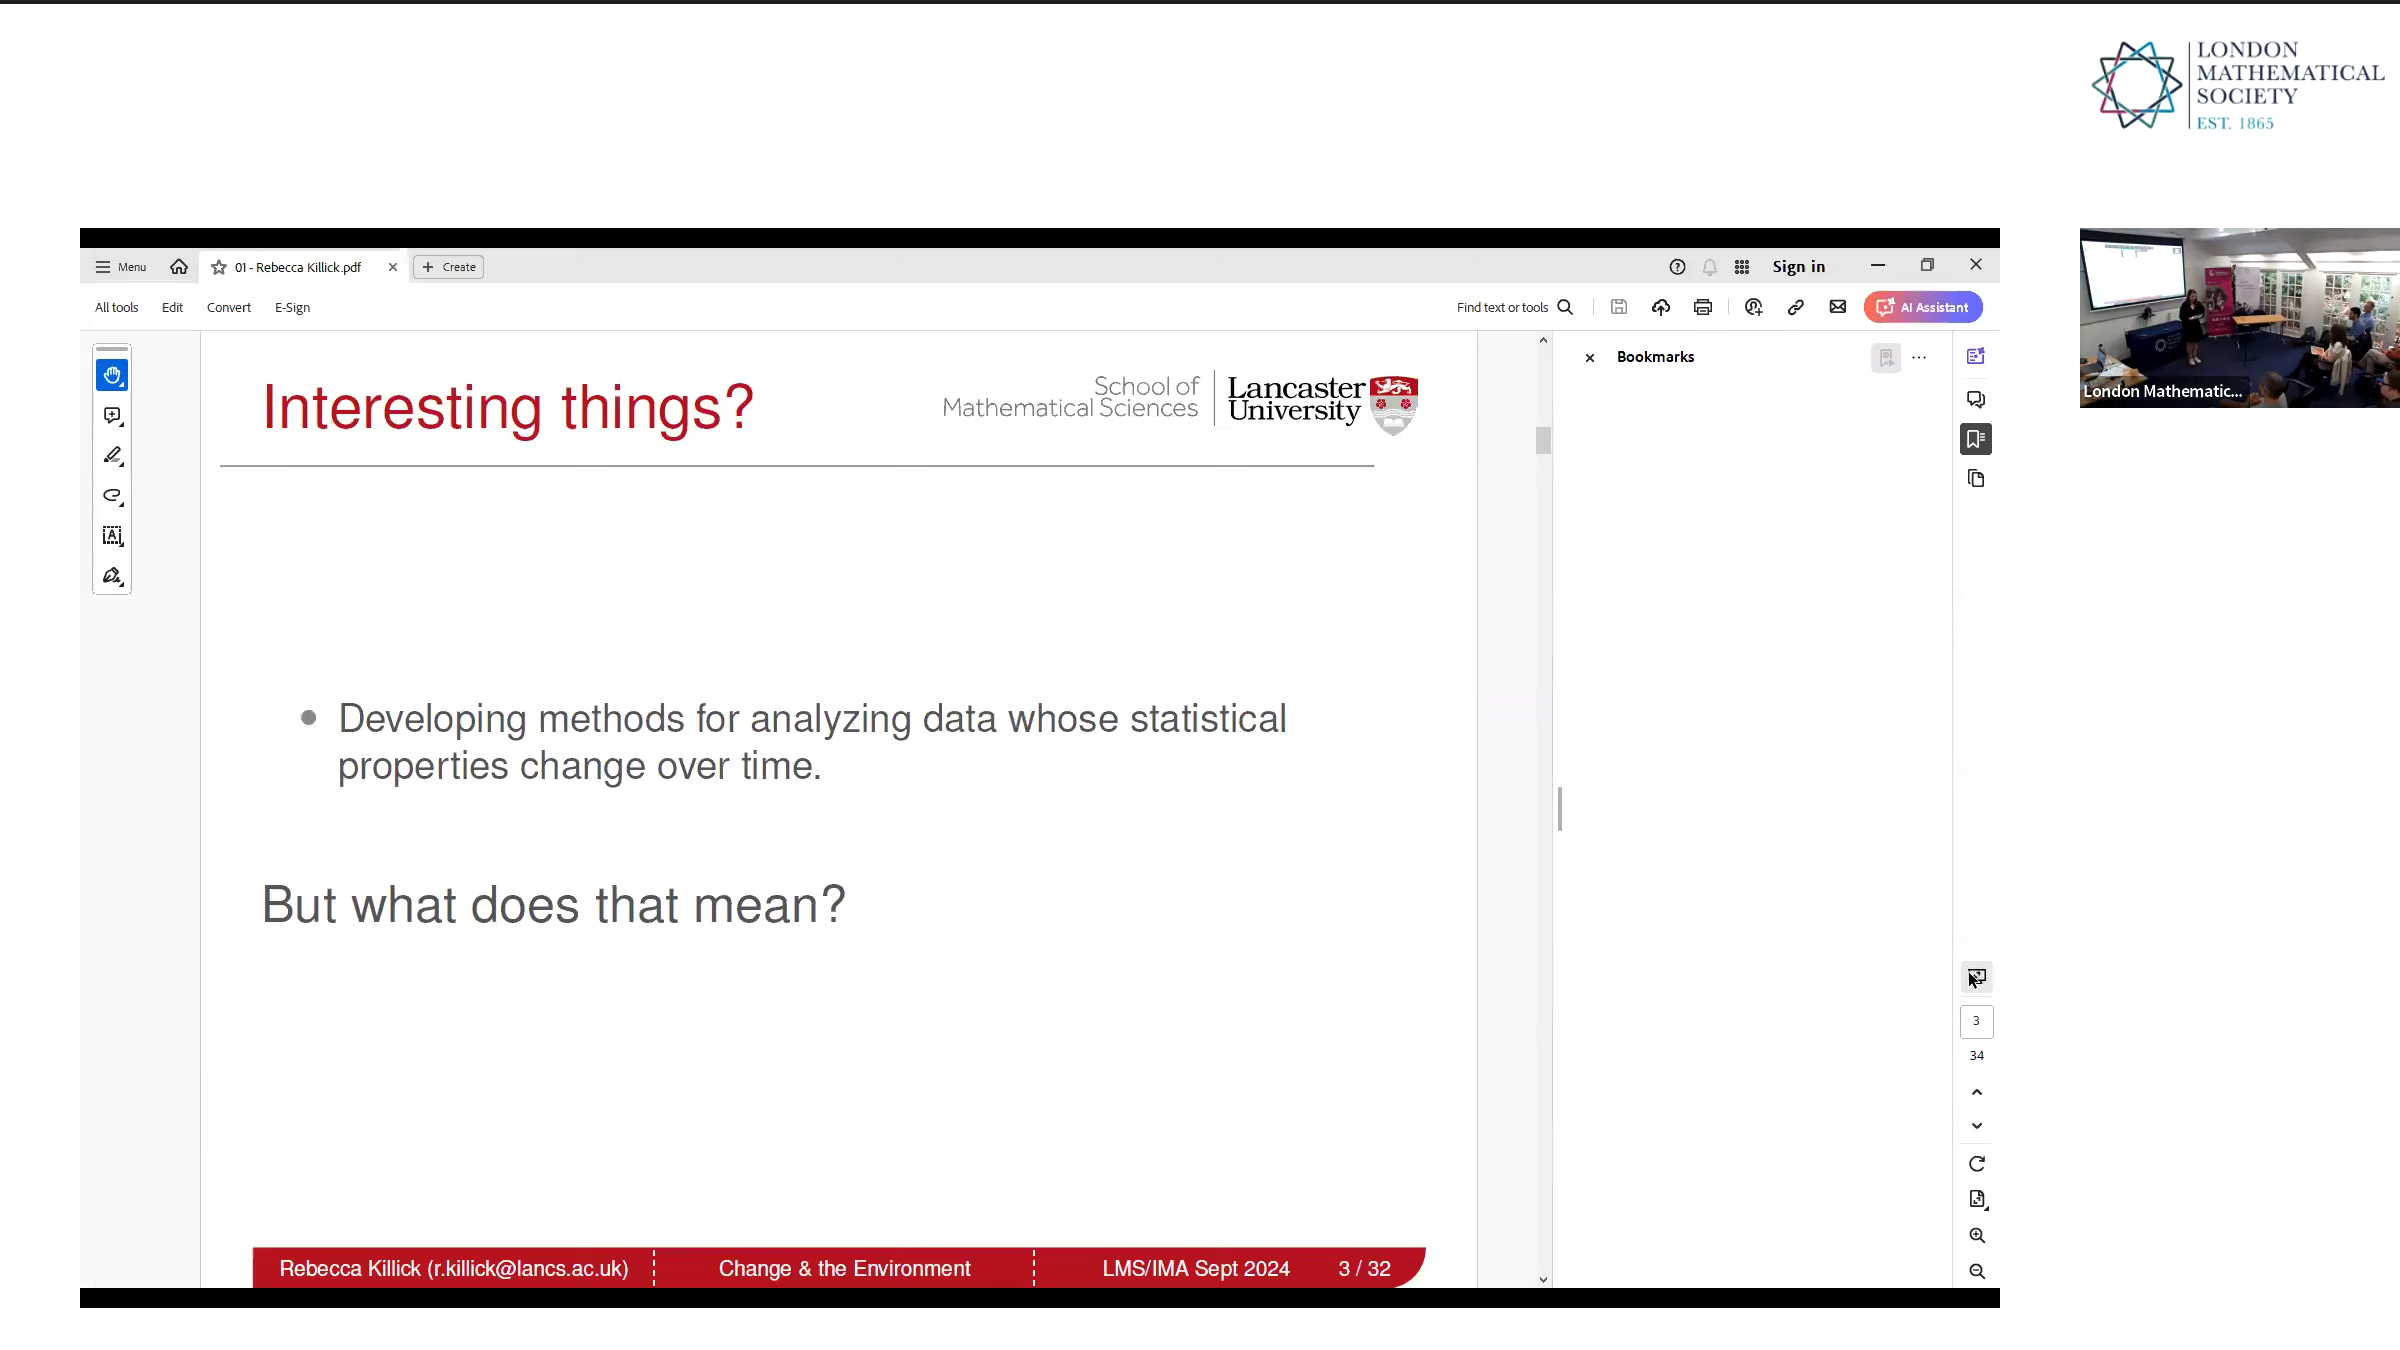 LONDON
MATHEMATICAL
SOCIETY
EST. 1865
Menu
01 - Rebecca Killick.pdf
Create
Sign in
All tools
Edit
Convert
E-Sign
Find text or tools
AI Assistant
Interesting things?
School of
Mathematical Sciences
Lancaster
University
Bookmarks
London Mathematic...
• Developing methods for analyzing data whose statistical
properties change over time.
But what does that mean?
3
34
Rebecca Killick (r.killick@lancs.ac.uk)
Change & the Environment
LMS/IMA Sept 2024
3 / 32